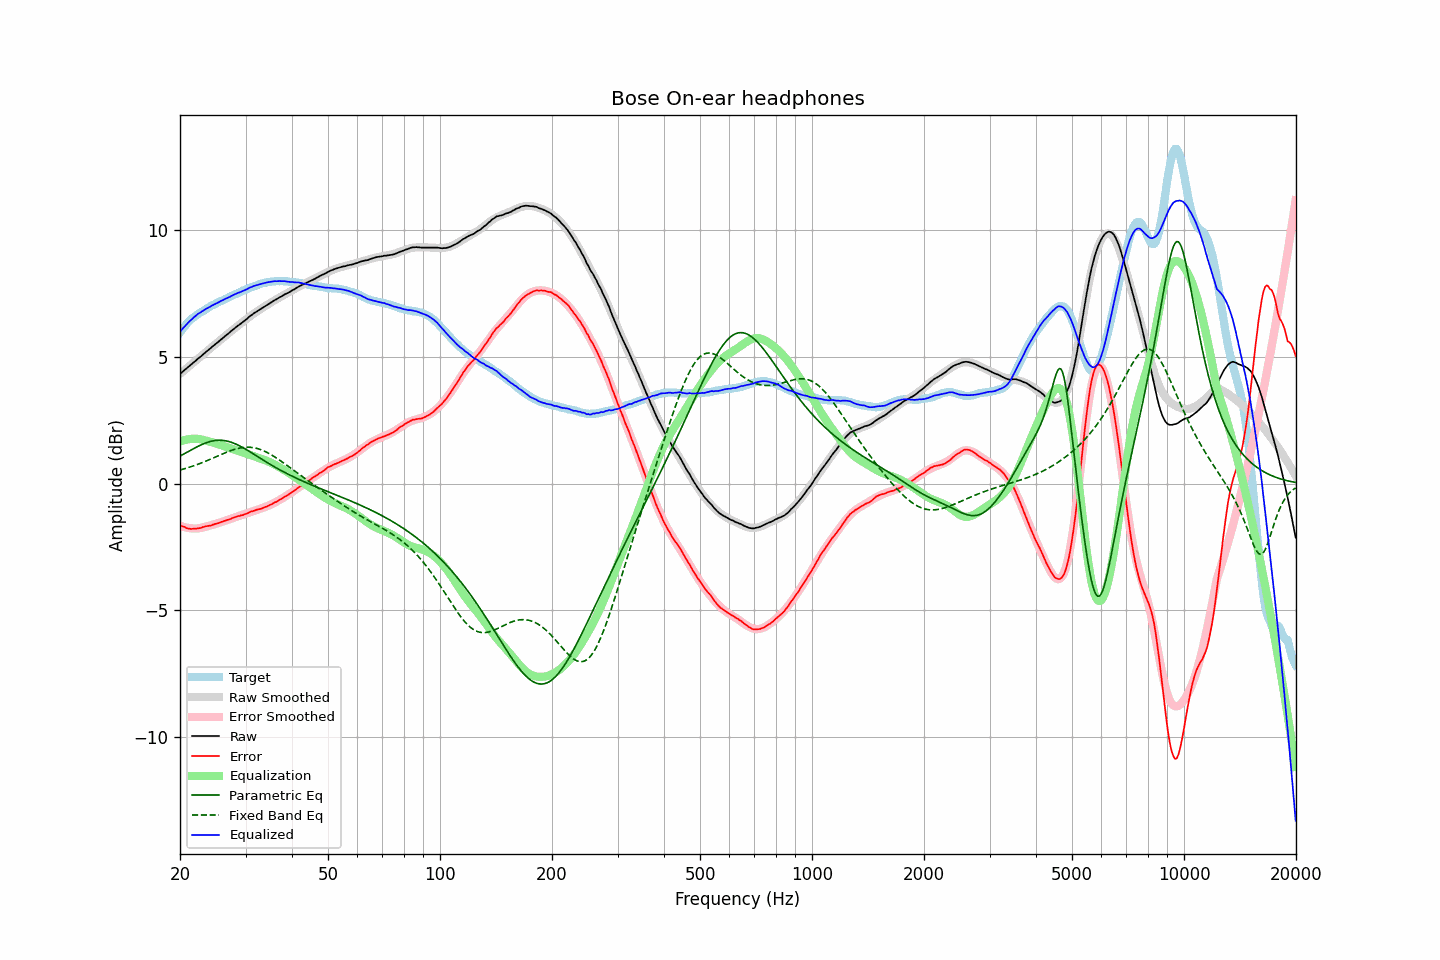 Bose On-ear headphones
Amplitude (dBr)
10
5
0
−5
−10
Target
Raw Smoothed
Error Smoothed
Raw
Error
Equalization
Parametric Eq
Fixed Band Eq
Equalized
20 50 100 200 500 1000 2000 5000 10000 20000
Frequency (Hz)